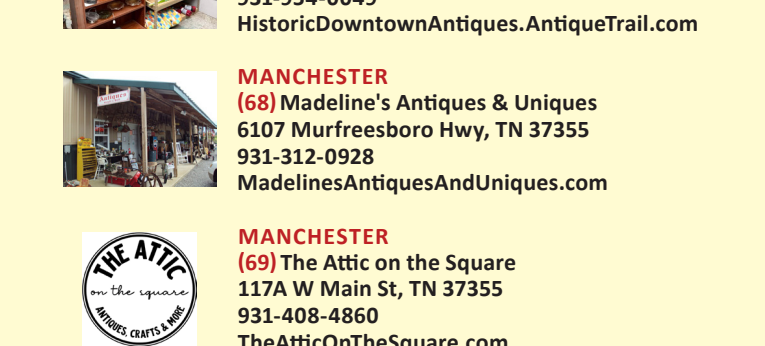 HistoricDowntownAntiques.AntiqueTrail.com
Antiques
MANCHESTER
(68) Madeline's Antiques & Uniques
6107 Murfreesboro Hwy, TN 37355
931-312-0928
MadelinesAntiquesAndUniques.com
THE ATTIC
on the square
ANTIQUES, CRAFTS & MORE
MANCHESTER
(69) The Attic on the Square
117A W Main St, TN 37355
931-408-4860
TheAtticOnTheSquare.com